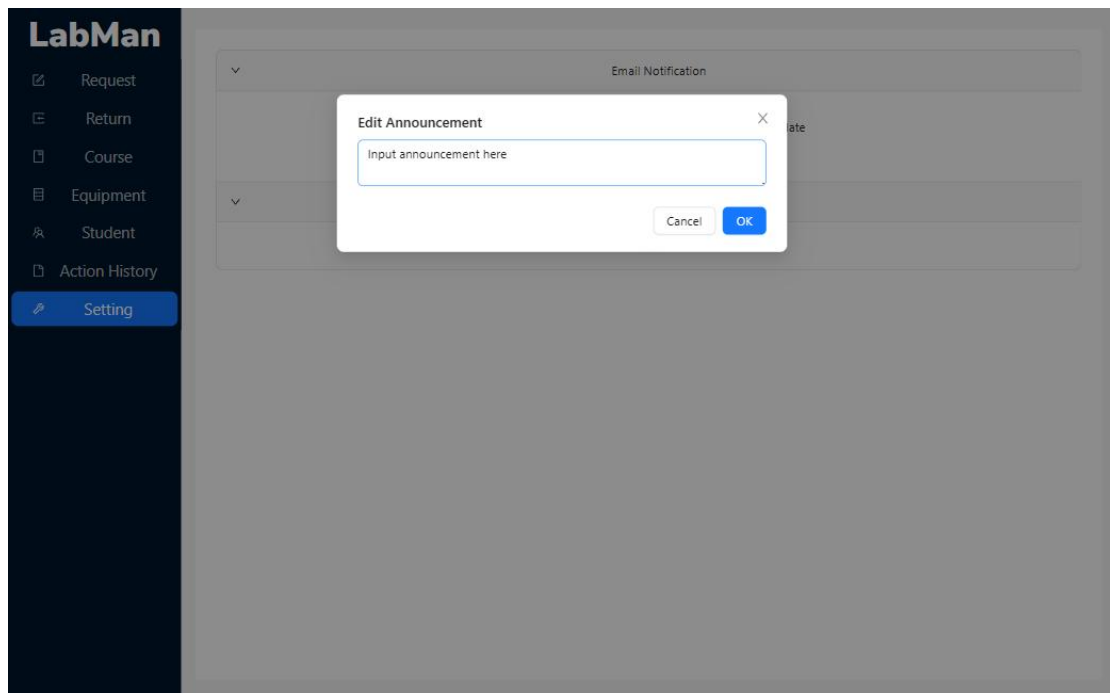 LabMan
Request
Return
Course
Equipment
Student
Action History
Setting
Email Notification
Edit Announcement
Input announcement here
Cancel
OK